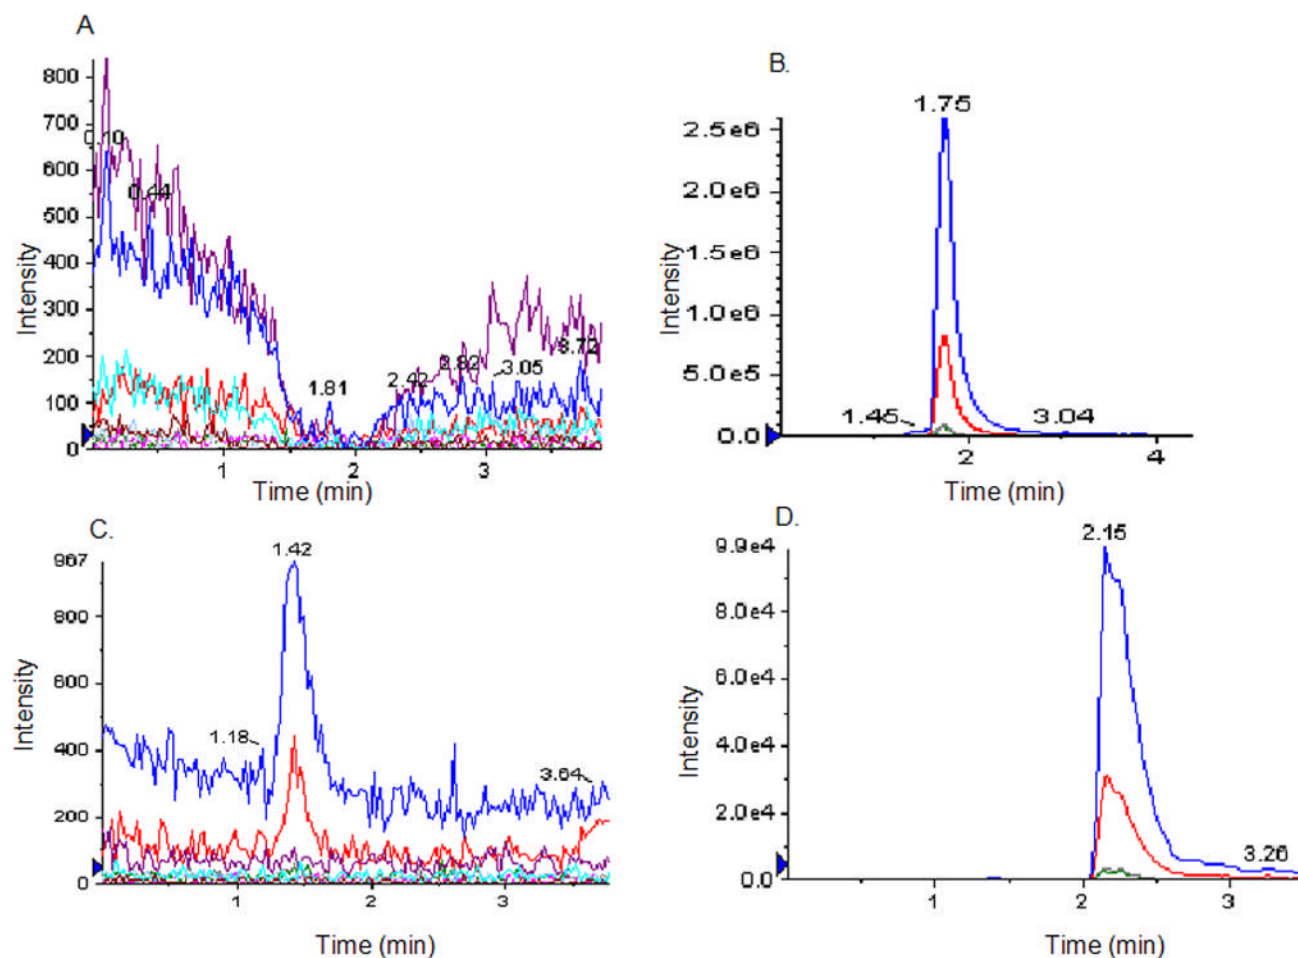 A
800
700
600
500
400
300
200
100
0
0.10
0.44
1.81
2.42
2.82
3.05
3.72
1
2
3
Intensity
Time (min)
B.
1.75
2.5e6
2.0e6
1.5e6
1.0e6
5.0e5
0.0
1.45
3.04
2
4
Intensity
Time (min)
C.
967
800
600
400
200
0
1.42
1.18
3.64
1
2
3
Intensity
Time (min)
D.
2.15
9.9e4
8.0e4
6.0e4
4.0e4
2.0e4
0.0
3.26
1
2
3
Intensity
Time (min)